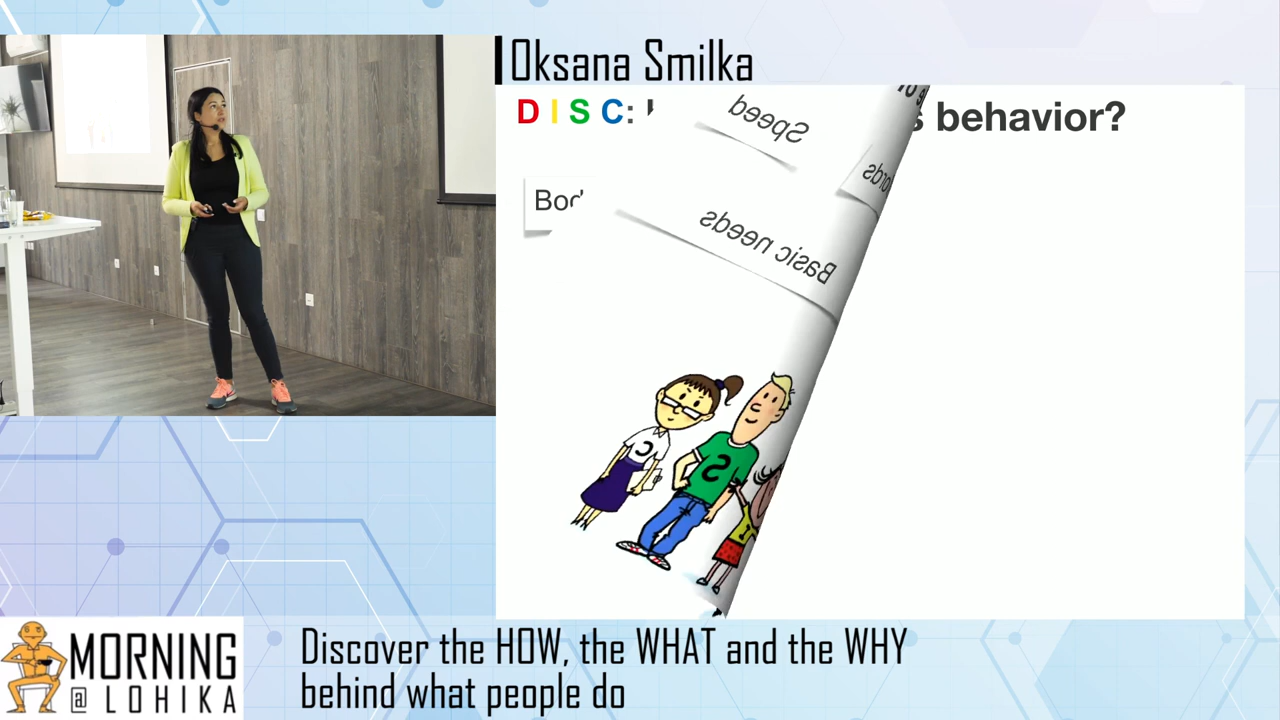 Oksana Smilka
D I S C:
behavior?
Speed
Basic needs
C
S
I
MORNING
@ LOHIKA
Discover the HOW, the WHAT and the WHY
behind what people do